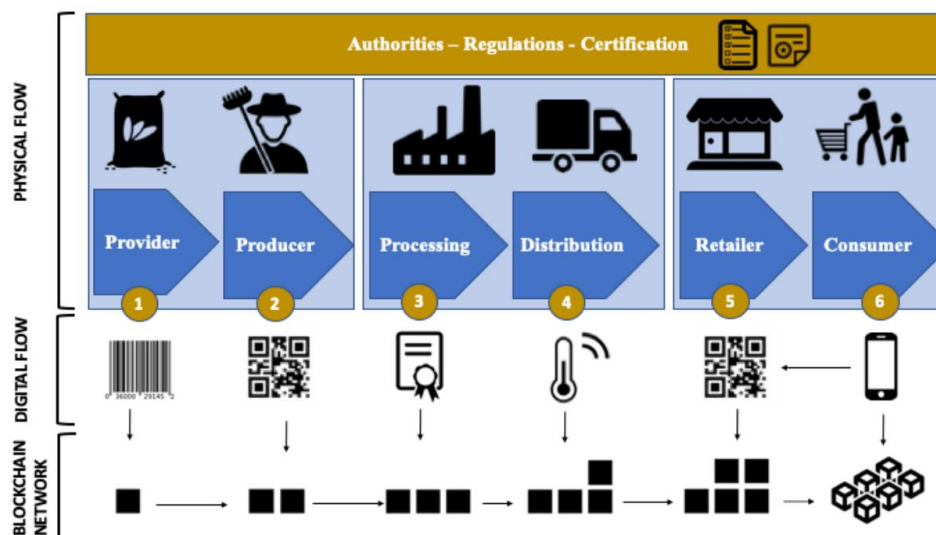 Authorities – Regulations - Certification
PHYSICAL FLOW
Provider
Producer
Processing
Distribution
Retailer
Consumer
1
2
3
4
5
6
DIGITAL FLOW
0 36000 29145 2
BLOCKCHAIN
NETWORK